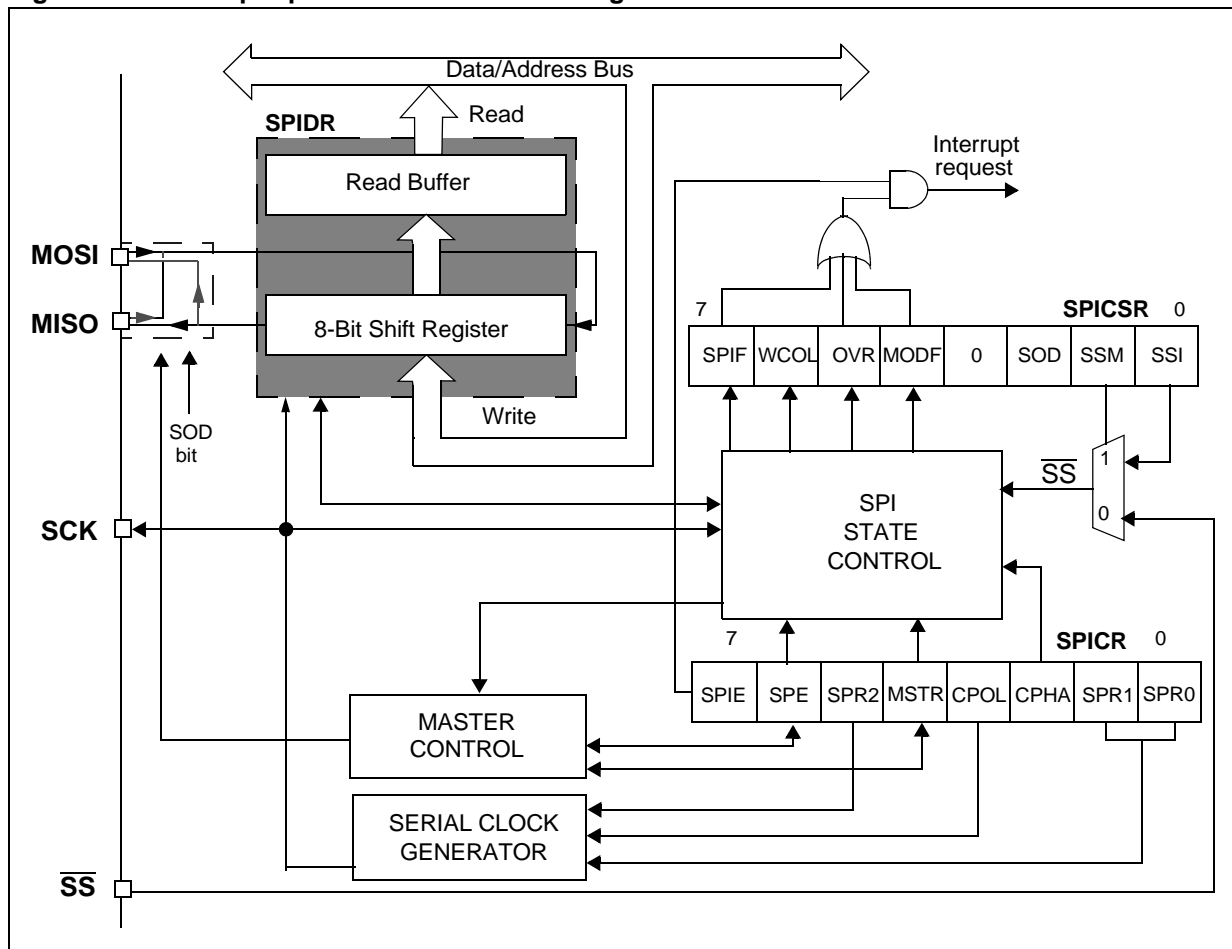 Data/Address Bus
SPIDR
Read
Read Buffer
Interrupt
request
MOSI
MISO
8-Bit Shift Register
Write
SOD
bit
7
SPICSR
0
SPIF
WCOL
OVR
MODF
0
SOD
SSM
SSI
1
SS
0
SCK
SPI
STATE
CONTROL
7
SPICR
0
SPIE
SPE
SPR2
MSTR
CPOL
CPHA
SPR1
SPR0
MASTER
CONTROL
SERIAL CLOCK
GENERATOR
SS